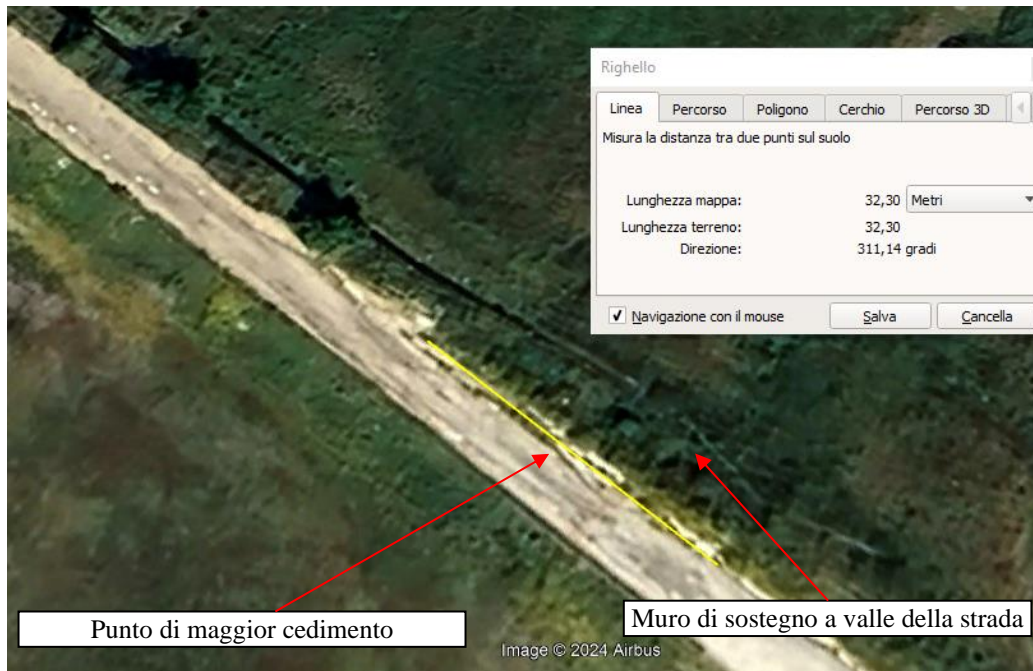 Righello
Linea Percorso Poligono Cerchio Percorso 3D
Misura la distanza tra due punti sul suolo
Lunghezza mappa: 32,30 Metri
Lunghezza terreno: 32,30
Direzione: 311,14 gradi
Navigazione con il mouse Salva Cancella
Punto di maggior cedimento
Muro di sostegno a valle della strada
Image © 2024 Airbus